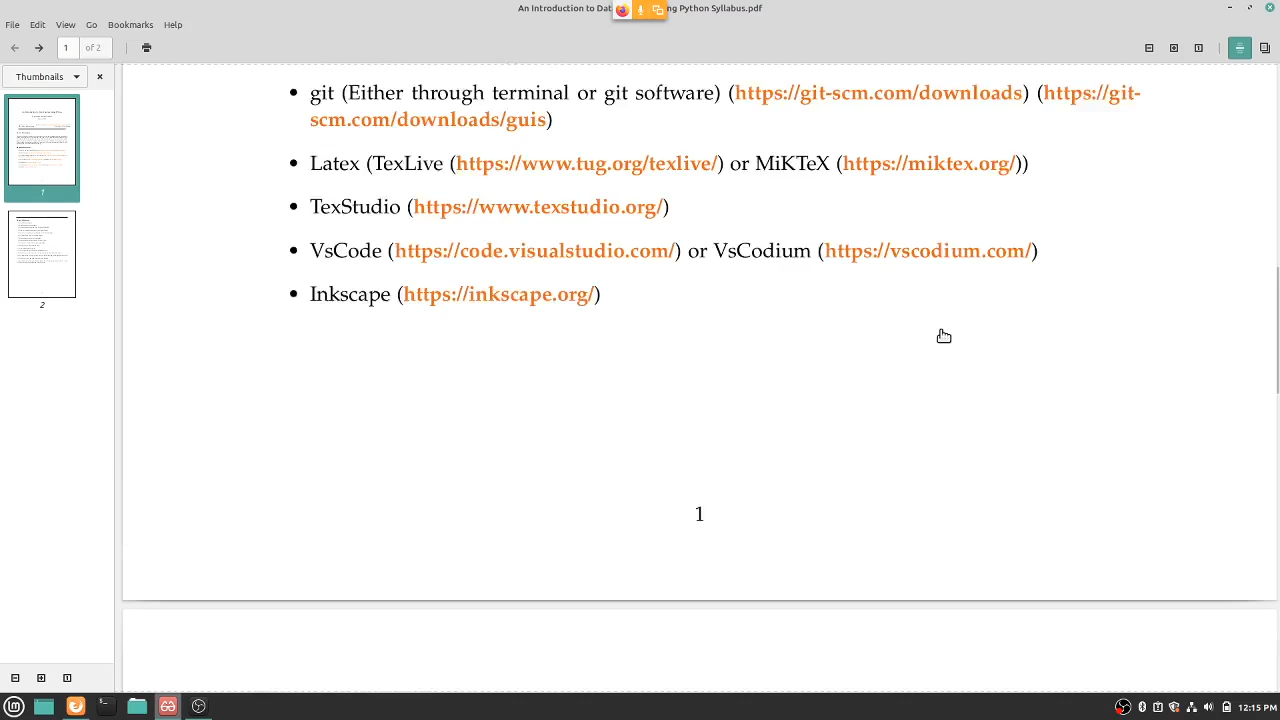 An Introduction to Dat ng Python Syllabus.pdf
File Edit View Go Bookmarks Help
1 of 2
Thumbnails
• git (Either through terminal or git software) (https://git-scm.com/downloads) (https://git-
scm.com/downloads/guis)
• Latex (TexLive (https://www.tug.org/texlive/) or MiKTeX (https://miktex.org/))
• TexStudio (https://www.texstudio.org/)
• VsCode (https://code.visualstudio.com/) or VsCodium (https://vscodium.com/)
• Inkscape (https://inkscape.org/)
1
1
2
12:15 PM